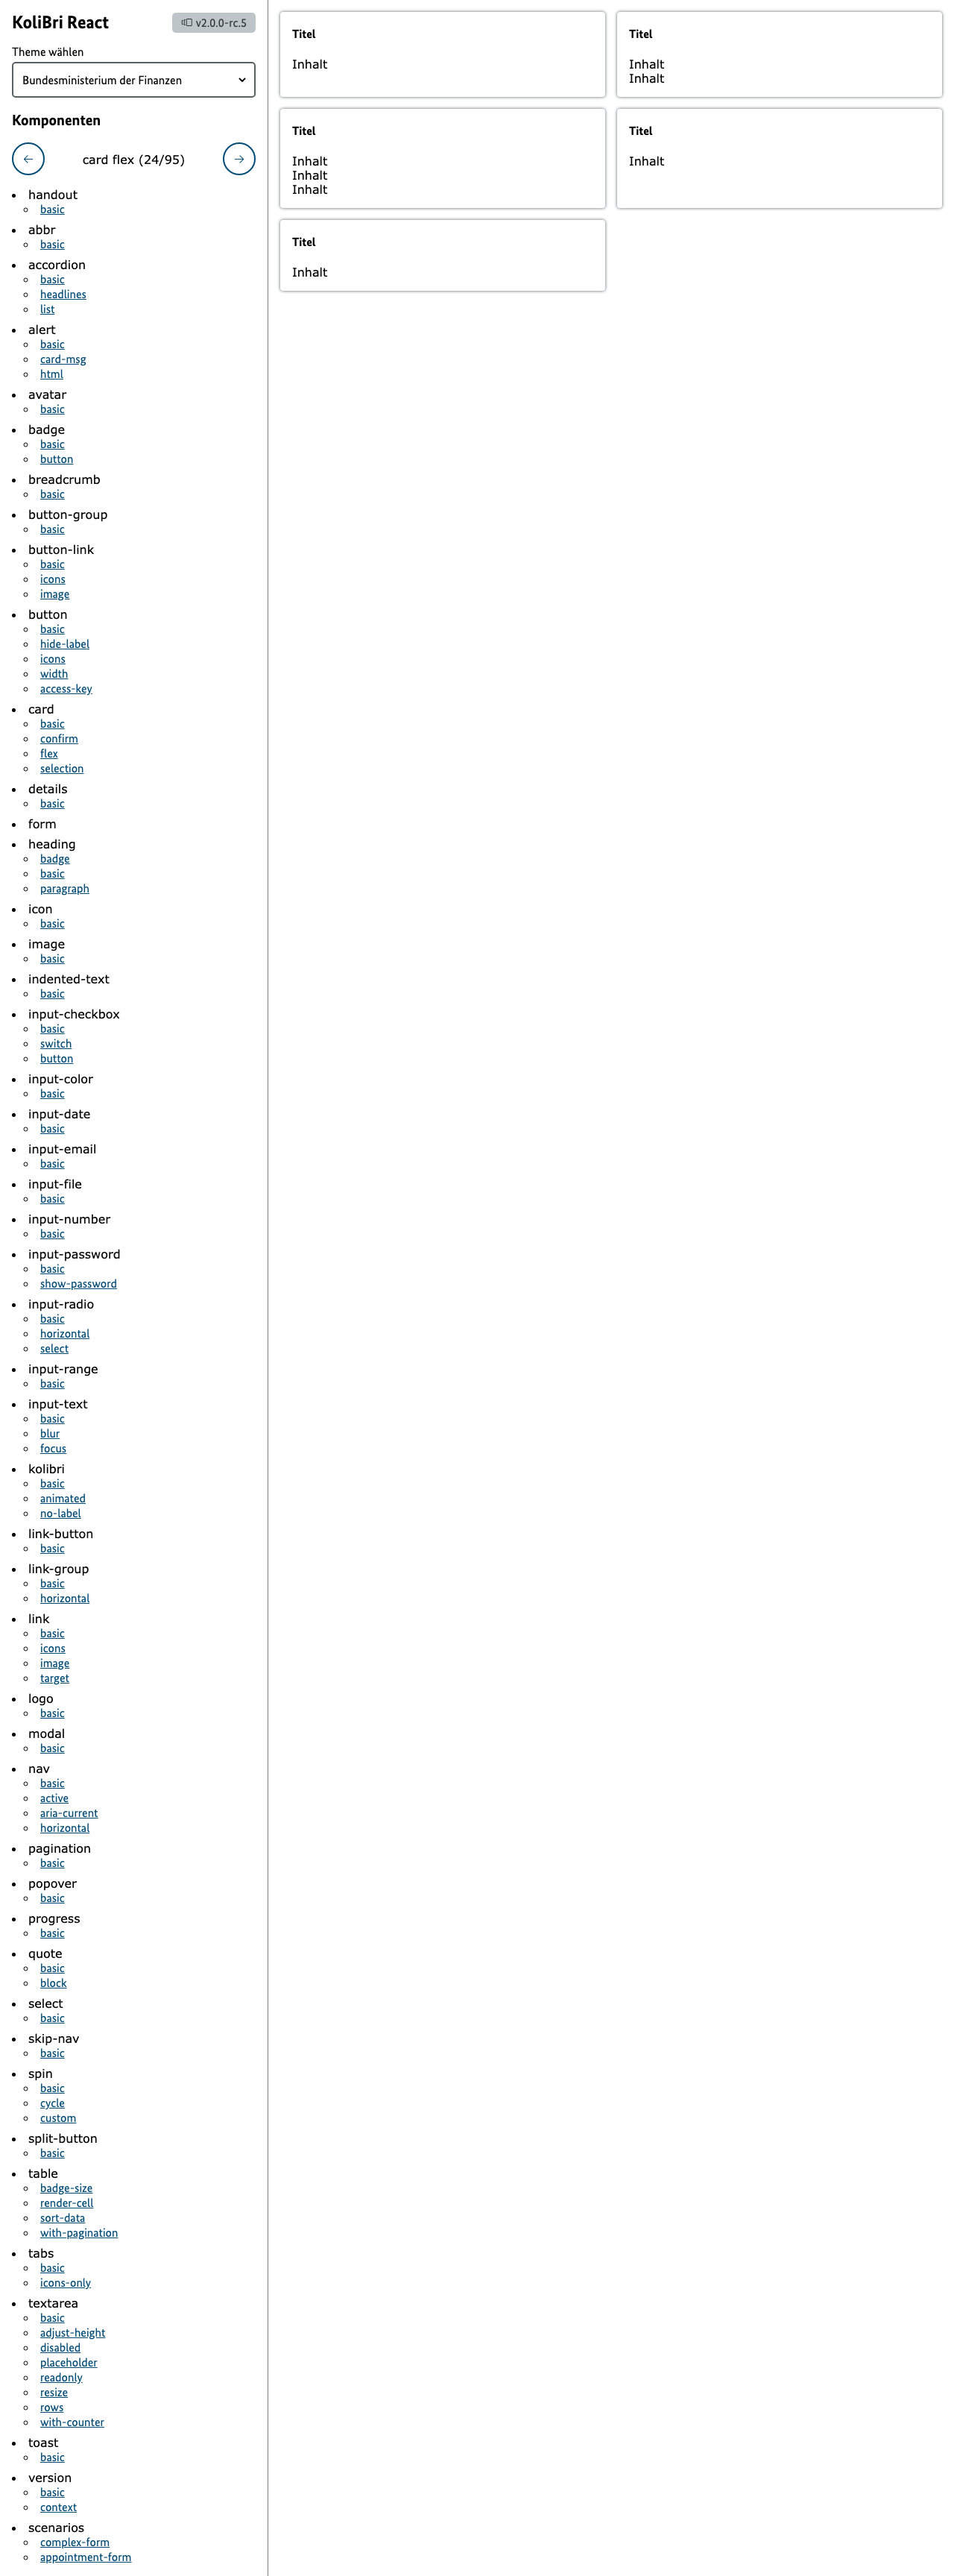 KoliBri React
v2.0.0-rc.5
Theme wählen
Bundesministerium der Finanzen
Komponenten
card flex (24/95)
handout
basic
abbr
basic
accordion
basic
headlines
list
alert
basic
card-msg
html
avatar
basic
badge
basic
button
breadcrumb
basic
button-group
basic
button-link
basic
icons
image
button
basic
hide-label
icons
width
access-key
card
basic
confirm
flex
selection
details
basic
form
heading
badge
basic
paragraph
icon
basic
image
basic
indented-text
basic
input-checkbox
basic
switch
button
input-color
basic
input-date
basic
input-email
basic
input-file
basic
input-number
basic
input-password
basic
show-password
input-radio
basic
horizontal
select
input-range
basic
input-text
basic
blur
focus
kolibri
basic
animated
no-label
link-button
basic
link-group
basic
horizontal
link
basic
icons
image
target
logo
basic
modal
basic
nav
basic
active
aria-current
horizontal
pagination
basic
popover
basic
progress
basic
quote
basic
block
select
basic
skip-nav
basic
spin
basic
cycle
custom
split-button
basic
table
badge-size
render-cell
sort-data
with-pagination
tabs
basic
icons-only
textarea
basic
adjust-height
disabled
placeholder
readonly
resize
rows
with-counter
toast
basic
version
basic
context
scenarios
complex-form
appointment-form
Titel
Inhalt
Titel
Inhalt
Inhalt
Titel
Inhalt
Inhalt
Inhalt
Titel
Inhalt
Titel
Inhalt